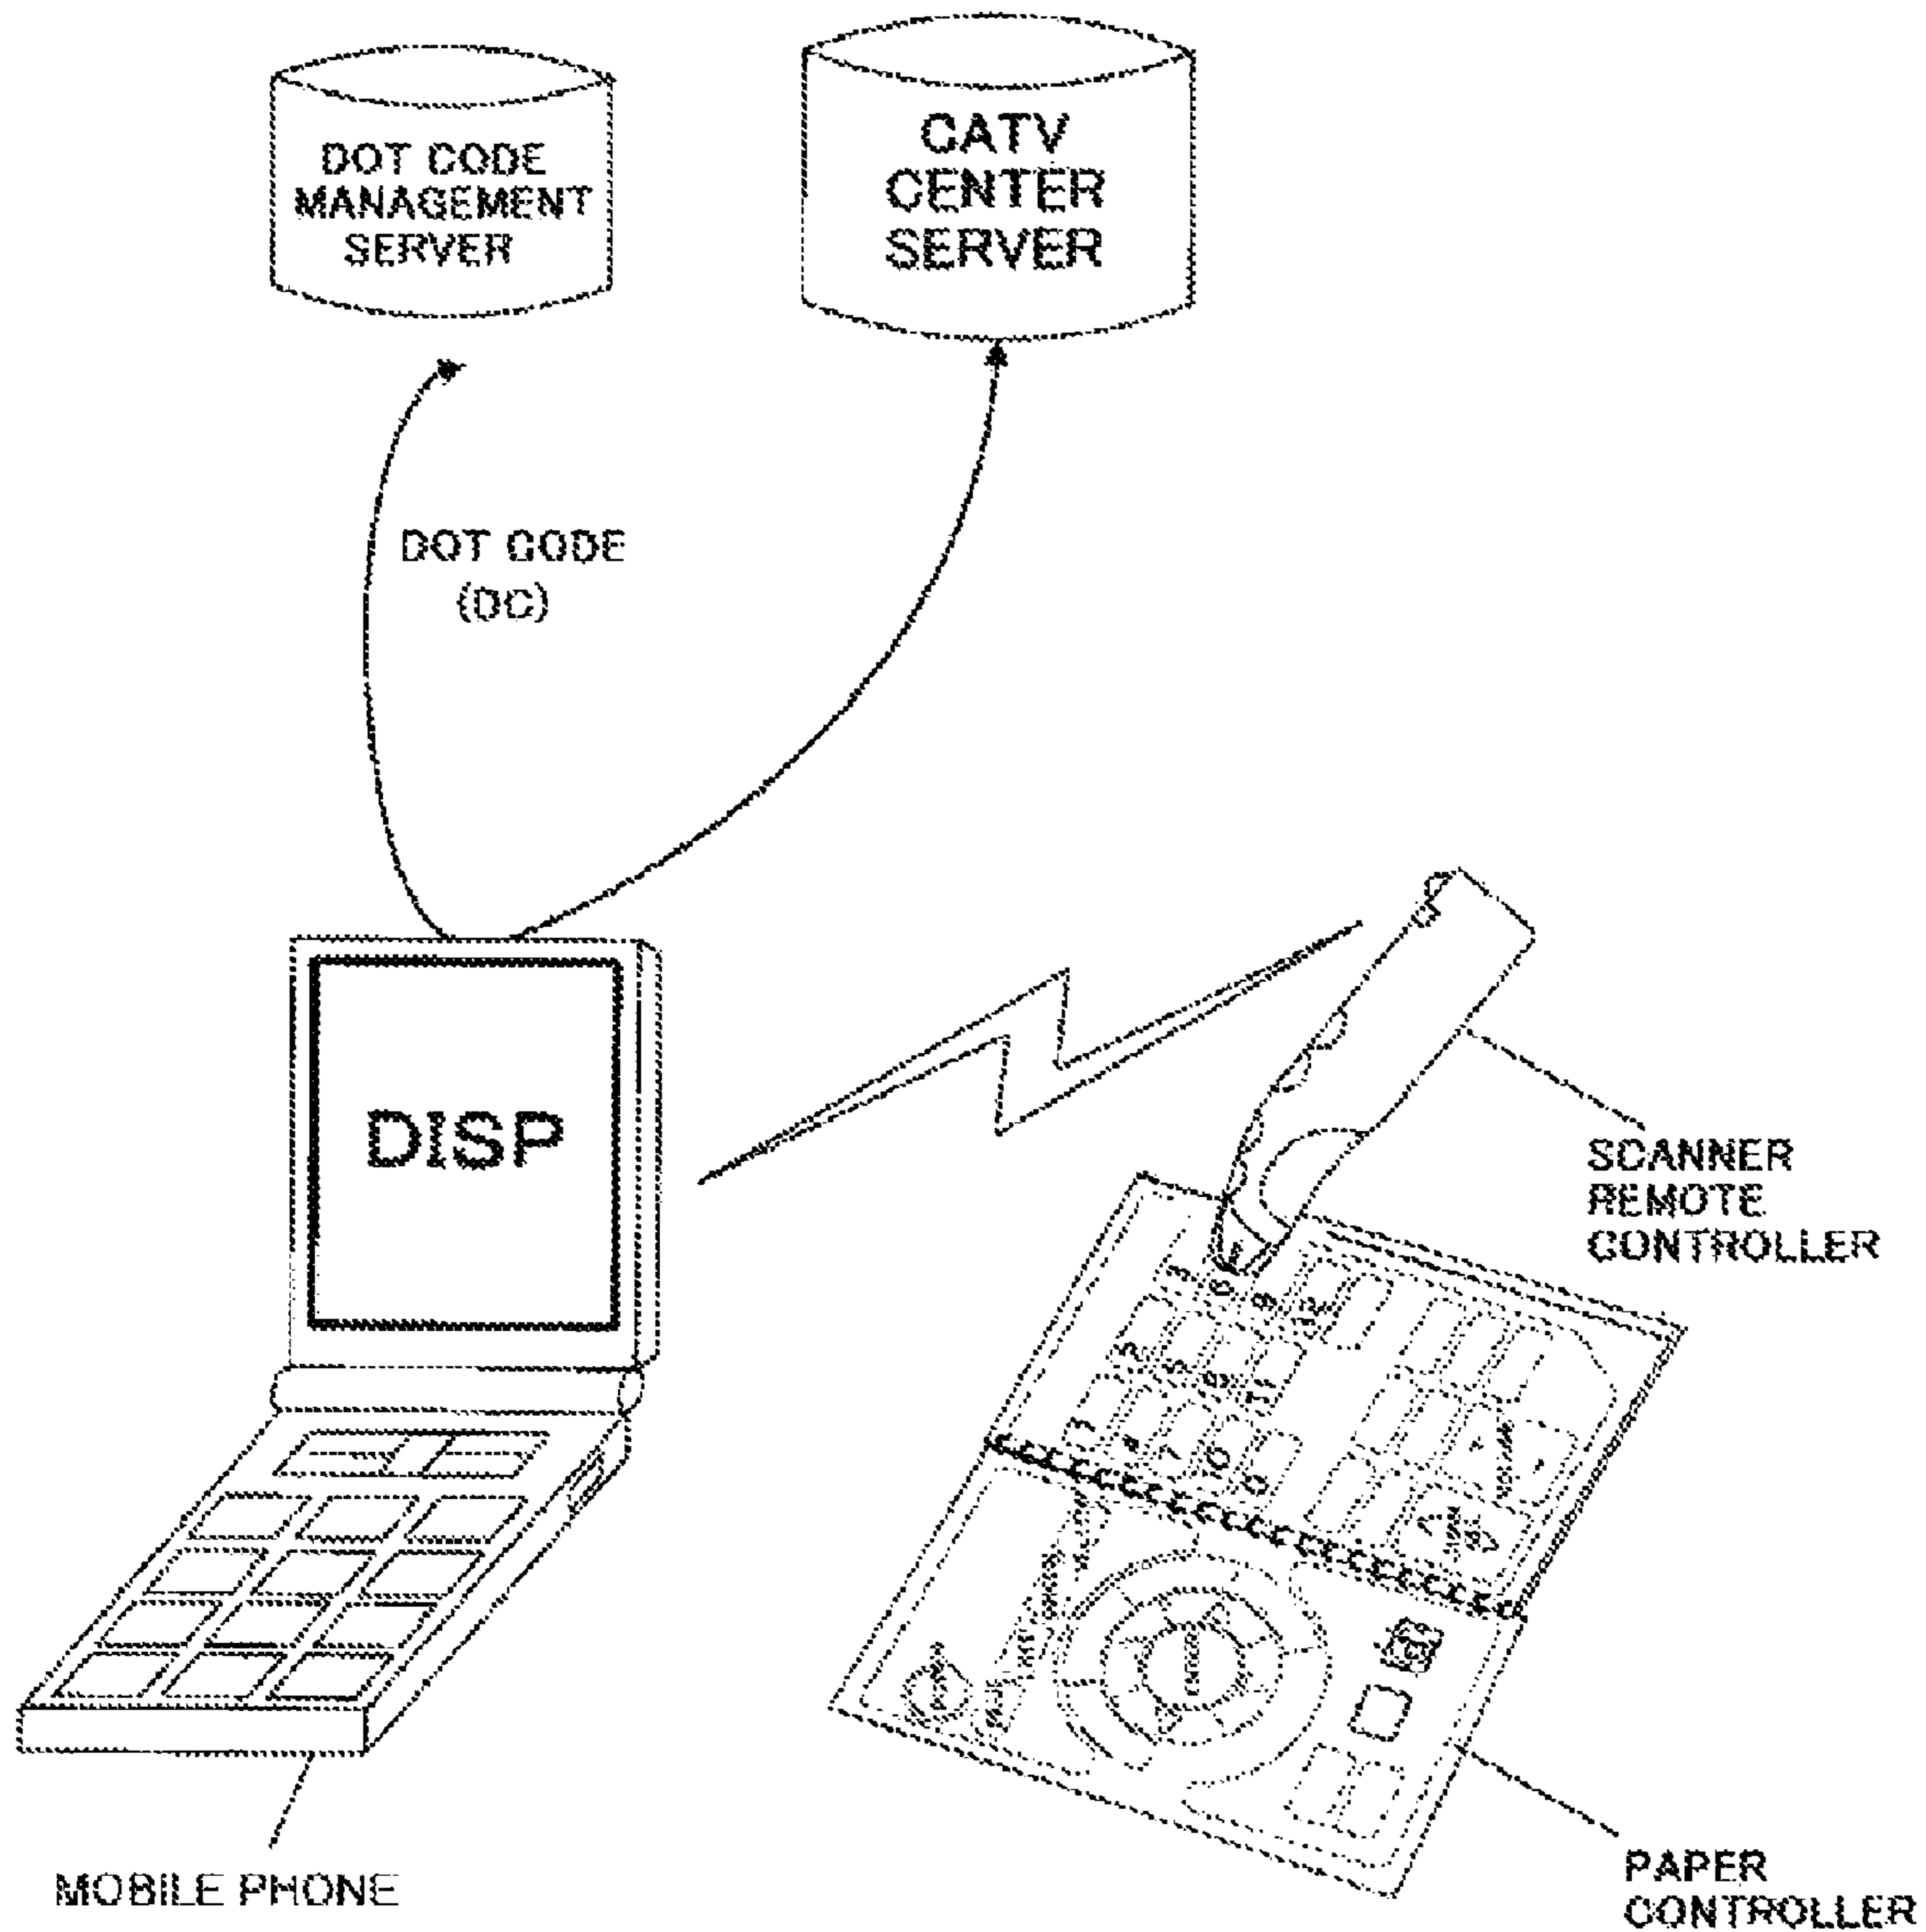 DOT CODE
MANAGEMENT
SERVER
CATV
CENTER
SERVER
DOT CODE
(DC)
DISP
SCANNER
REMOTE
CONTROLLER
MOBILE PHONE
PAPER
CONTROLLER